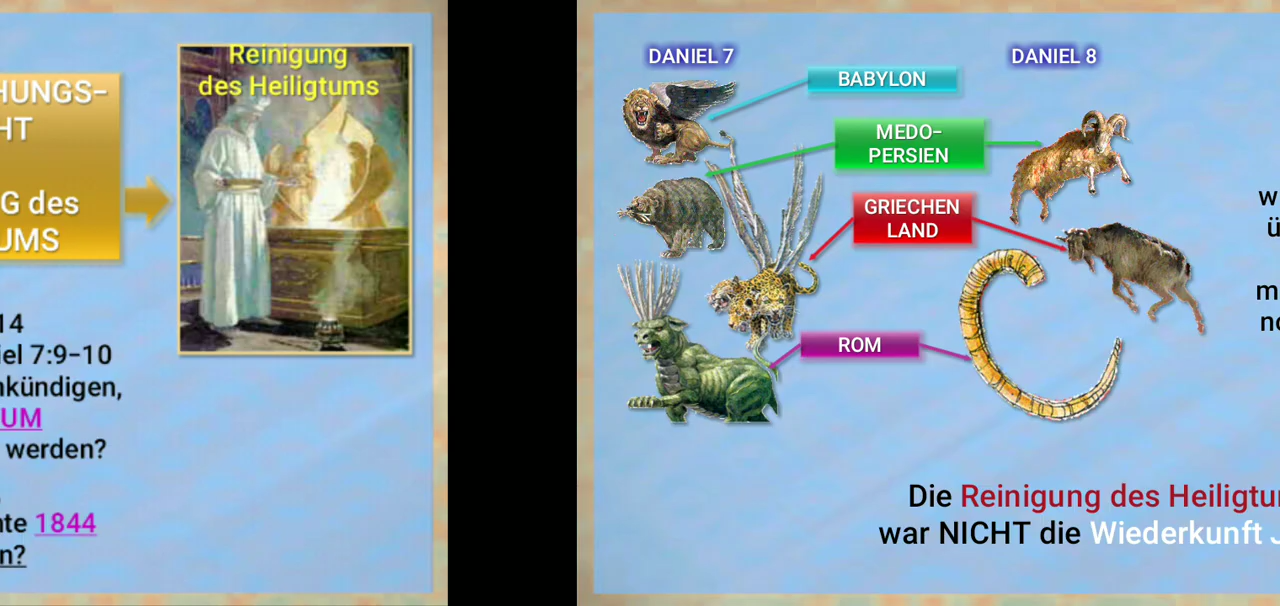 HUNGS-
HT
G des
UMS
14
iel 7:9-10
nkündigen,
UM
werden?
nte 1844
n?
Reinigung
des Heiligtums
DANIEL 7
DANIEL 8
BABYLON
MEDO-
PERSIEN
GRIECHEN
LAND
ROM
Die Reinigung des Heiligtu
war NICHT die Wiederkunft J
w
ü
m
no